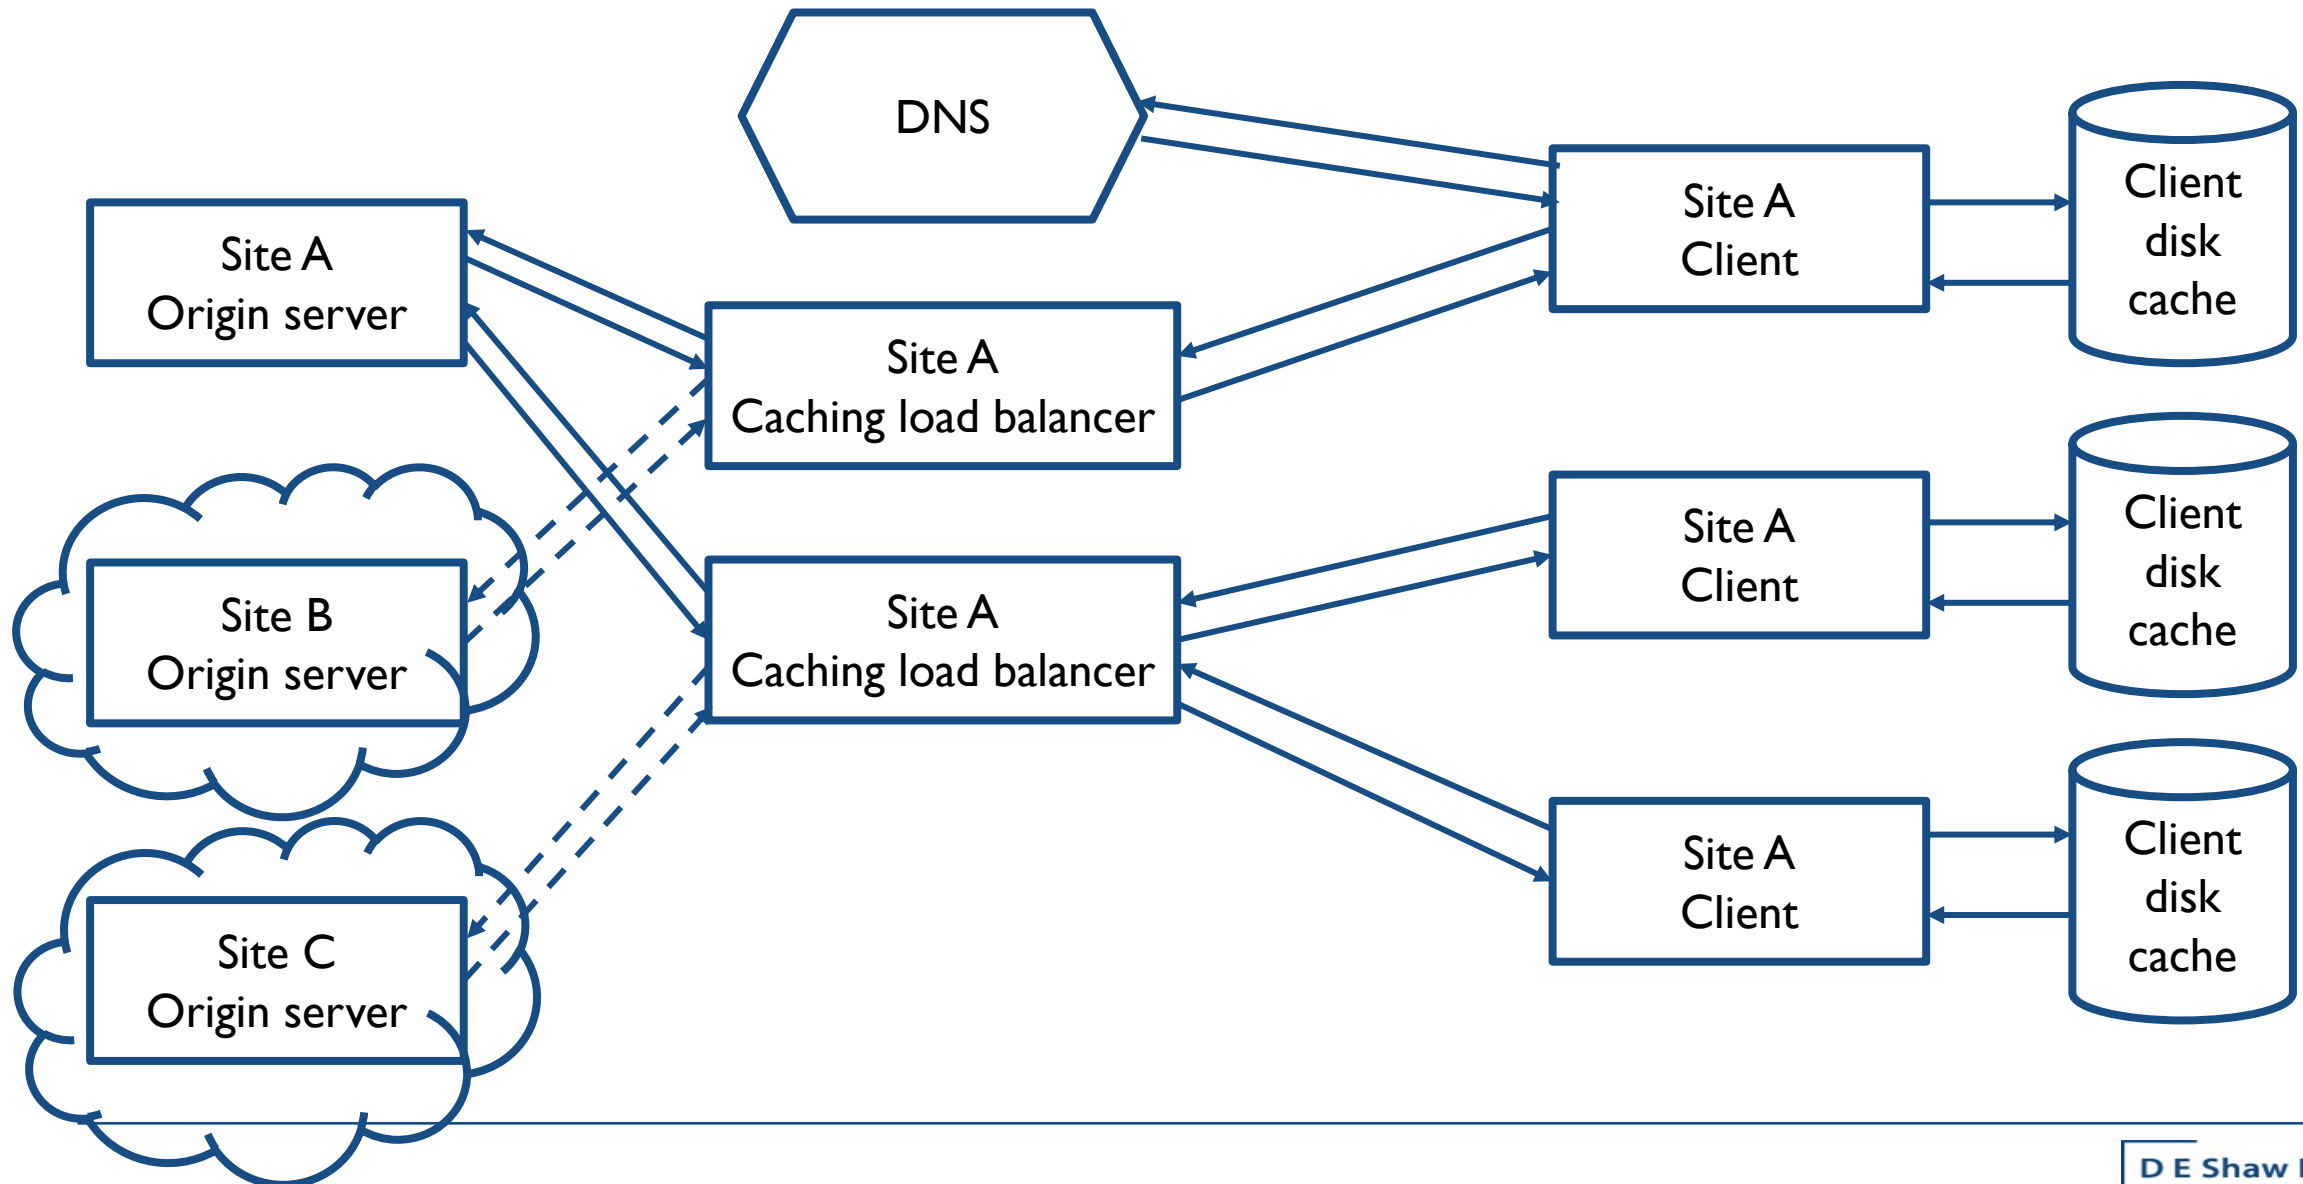 DNS
Site A
Origin server
Site A
Caching load balancer
Site A
Client
Client
disk
cache
Site B
Origin server
Site A
Caching load balancer
Site A
Client
Client
disk
cache
Site C
Origin server
Site A
Client
Client
disk
cache
D E Shaw